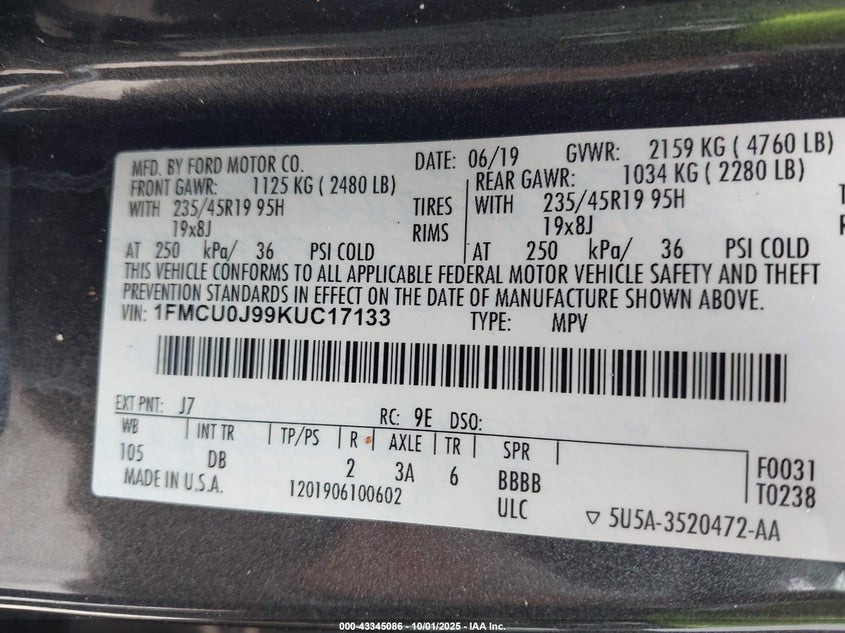 MFD. BY FORD MOTOR CO. DATE: 06/19 GVWR: 2159 KG ( 4760 LB)
FRONT GAWR: 1125 KG ( 2480 LB) REAR GAWR: 1034 KG ( 2280 LB)
WITH 235/45R19 95H TIRES WITH 235/45R19 95H
19x8J RIMS 19x8J
AT 250 kPa/ 36 PSI COLD AT 250 kPa/ 36 PSI COLD
THIS VEHICLE CONFORMS TO ALL APPLICABLE FEDERAL MOTOR VEHICLE SAFETY AND THEFT
PREVENTION STANDARDS IN EFFECT ON THE DATE OF MANUFACTURE SHOWN ABOVE.
VIN: 1FMCU0J99KUC17133 TYPE: MPV
EXT PNT: J7 RC: 9E DSO:
WB INT TR TP/PS R AXLE TR SPR
105 DB 2 3A 6 BBBB F0031
MADE IN U.S.A. 1201906100602 ULC T0238
▽ 5U5A-3520472-AA
000-43345086 - 10/01/2025 - IAA Inc.